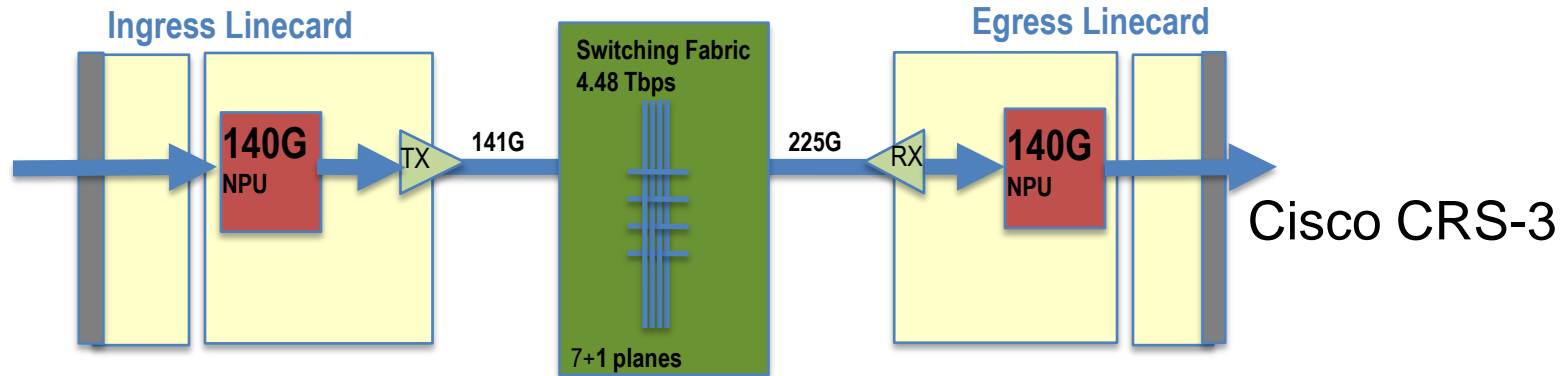 Ingress Linecard
140G
NPU
TX
141G
Switching Fabric
4.48 Tbps
7+1 planes
225G
Egress Linecard
RX
140G
NPU
Cisco CRS-3